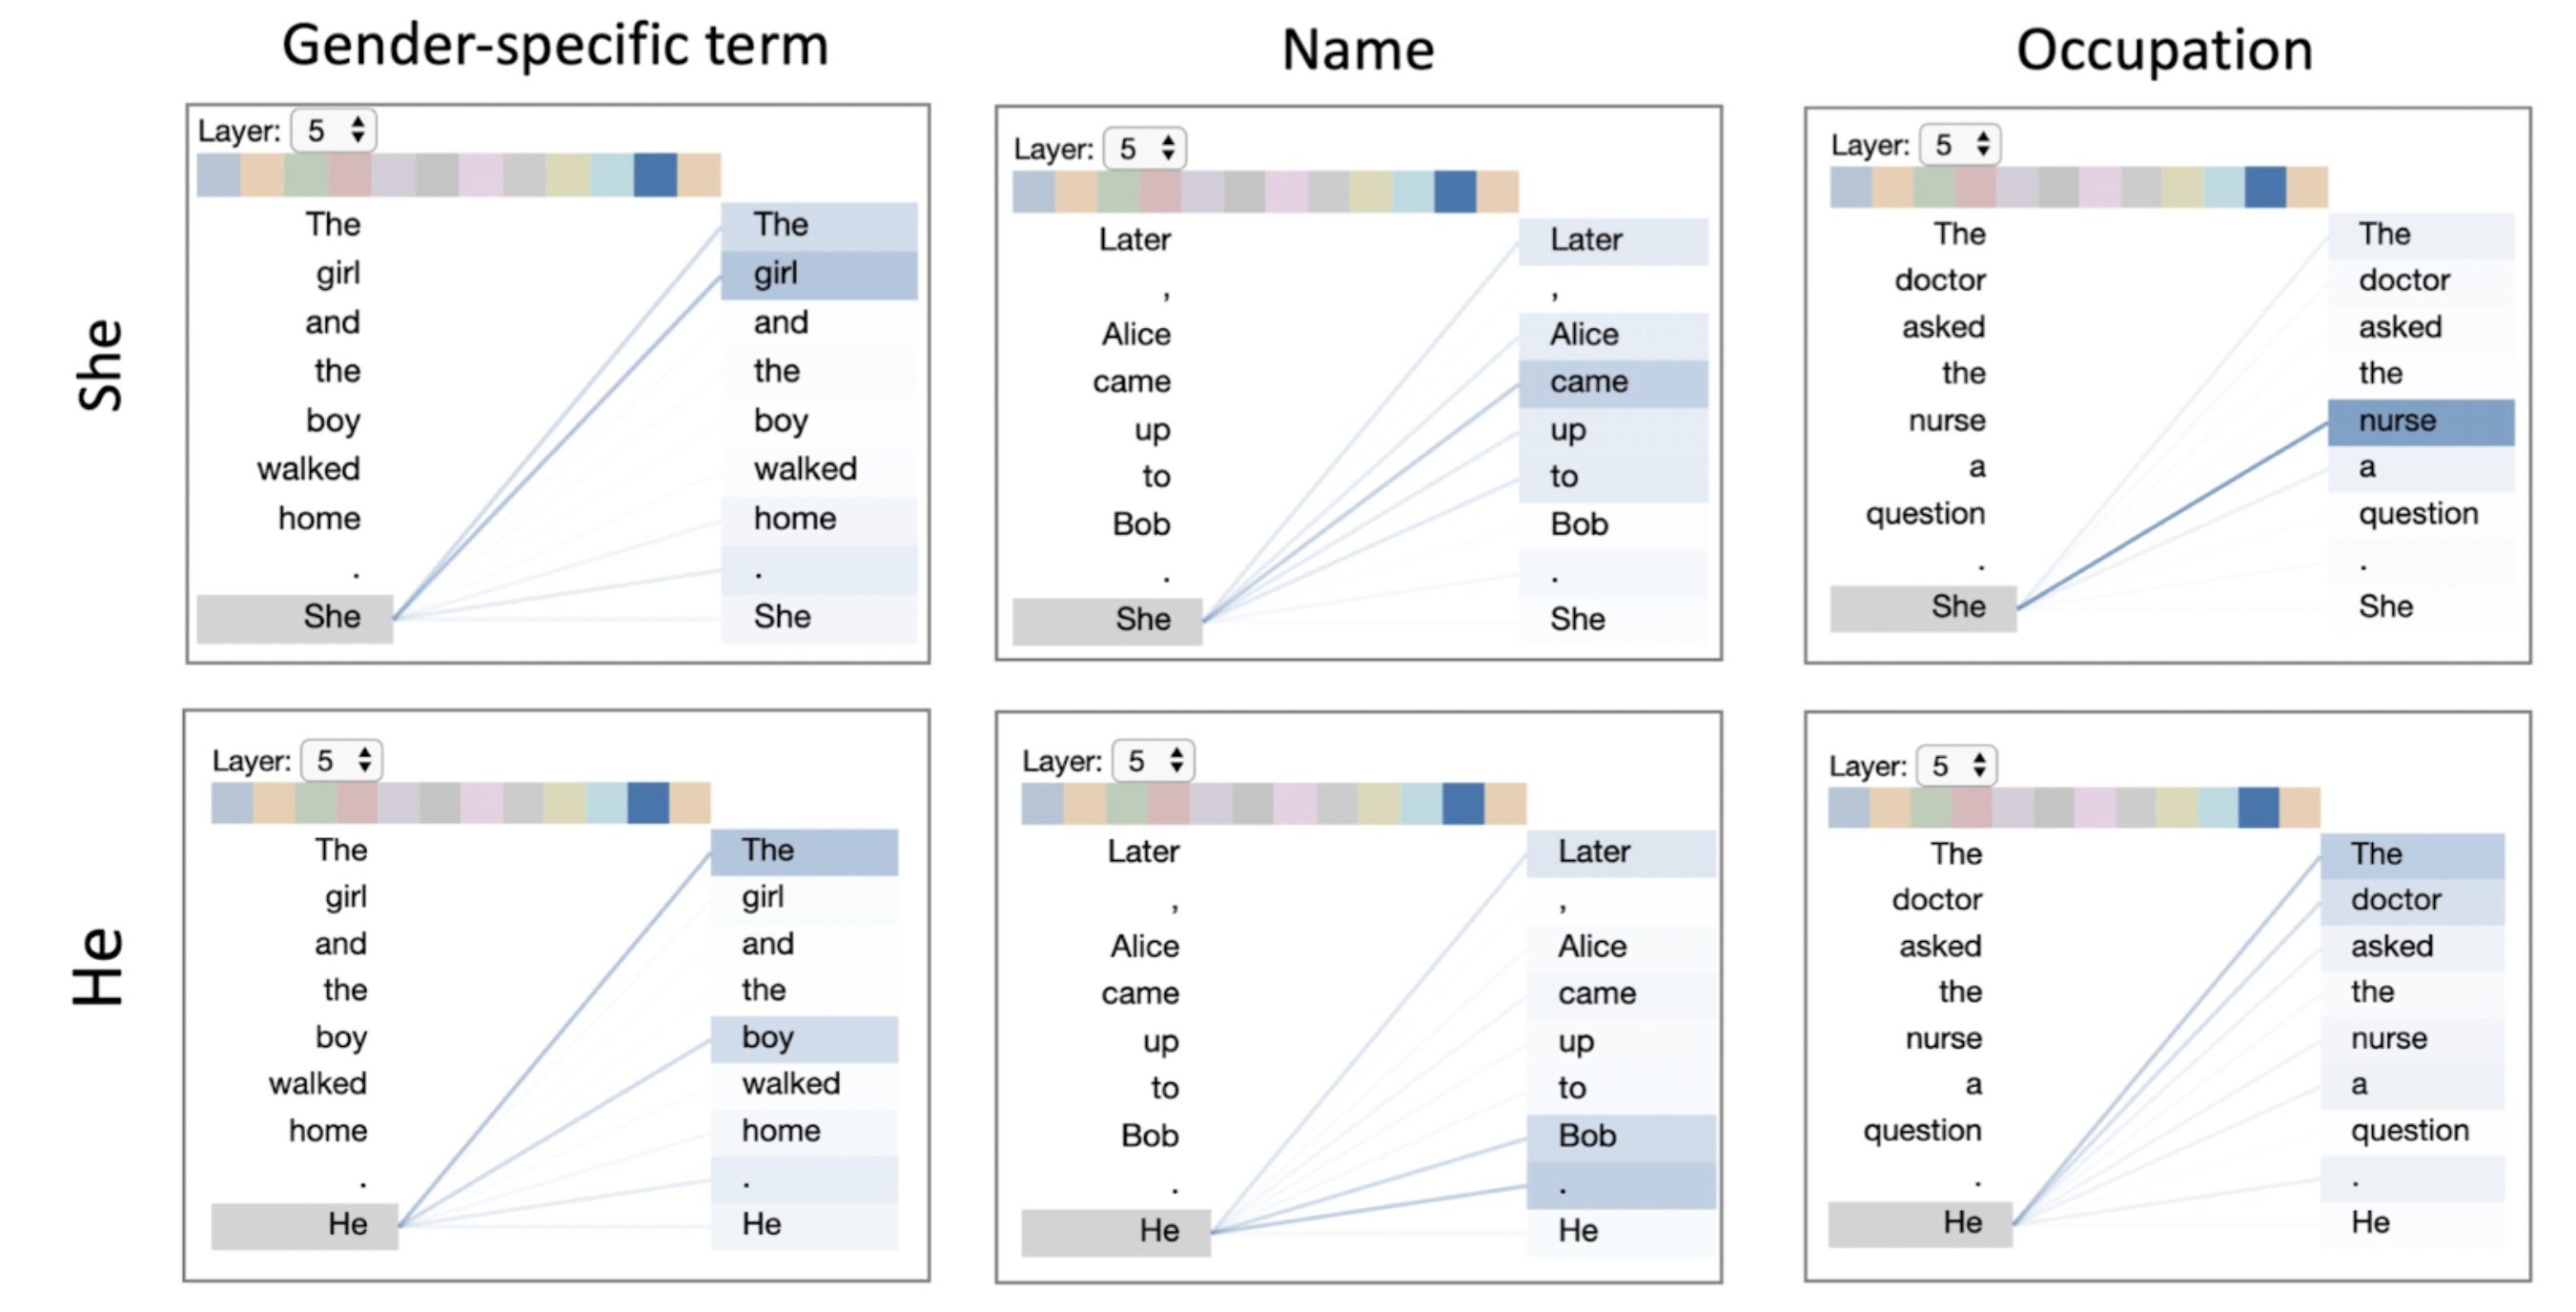 Gender-specific term Name Occupation
She
Layer: 5
The The
girl girl
and and
the the
boy boy
walked walked
home home
. .
She She
Layer: 5
Later Later
, ,
Alice Alice
came came
up up
to to
Bob Bob
. .
She She
Layer: 5
The The
doctor doctor
asked asked
the the
nurse nurse
a a
question question
. .
She She
He
Layer: 5
The The
girl girl
and and
the the
boy boy
walked walked
home home
. .
He He
Layer: 5
Later Later
, ,
Alice Alice
came came
up up
to to
Bob Bob
. .
He He
Layer: 5
The The
doctor doctor
asked asked
the the
nurse nurse
a a
question question
. .
He He